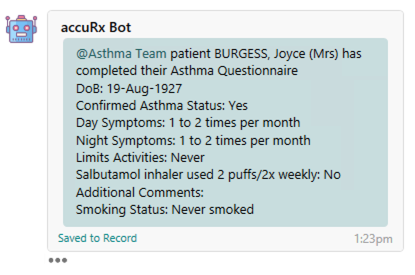 accuRx Bot
@Asthma Team patient BURGESS, Joyce (Mrs) has
completed their Asthma Questionnaire
DoB: 19-Aug-1927
Confirmed Asthma Status: Yes
Day Symptoms: 1 to 2 times per month
Night Symptoms: 1 to 2 times per month
Limits Activities: Never
Salbutamol inhaler used 2 puffs/2x weekly: No
Additional Comments:
Smoking Status: Never smoked
Saved to Record 1:23pm